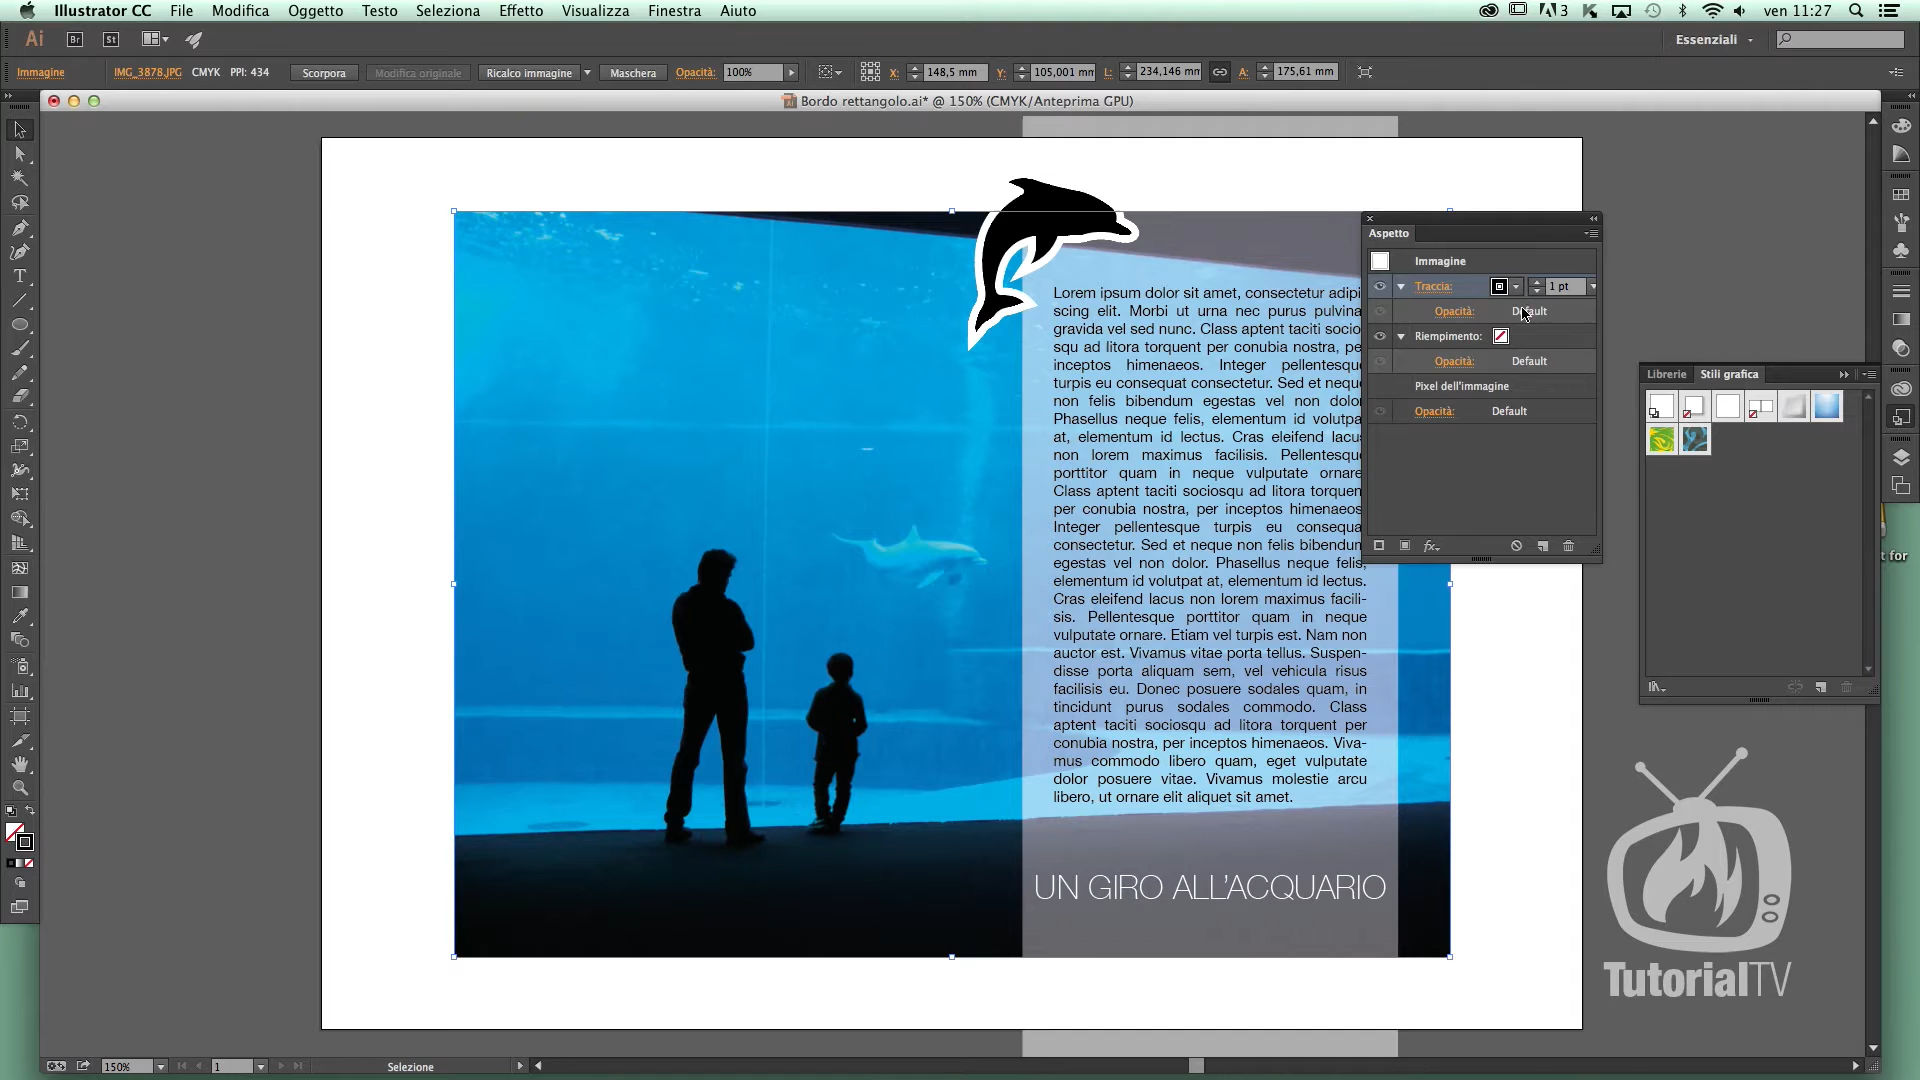 Illustrator CC File Modifica Oggetto Testo Seleziona Effetto Visualizza Finestra Aiuto 3 ven 11:27
Ai Br St Essenziali
Immagine IMG_3878.JPG CMYK PPI: 434 Scorpora Modifica originale Ricalco immagine Maschera Opacità: 100% X: 148,5 mm Y: 105,001 mm L: 234,146 mm A: 175,61 mm
Bordo rettangolo.ai* @ 150% (CMYK/Anteprima GPU)
Aspetto
Immagine
Traccia: 1 pt
Opacità: Default
Riempimento:
Opacità: Default
Pixel dell'immagine
Opacità: Default
fx
Librerie Stili grafica
t for
Lorem ipsum dolor sit amet, consectetur adipi
scing elit. Morbi ut urna nec purus pulvina
gravida vel sed nunc. Class aptent taciti socio
squ ad litora torquent per conubia nostra, pe
inceptos himenaeos. Integer pellentesqu
turpis eu consequat consectetur. Sed et nequ
non felis bibendum egestas vel non dolo
Phasellus neque felis, elementum id volutpa
at, elementum id lectus. Cras eleifend lacu
non lorem maximus facilisis. Pellentesqu
porttitor quam in neque vulputate ornare
Class aptent taciti sociosqu ad litora torquen
per conubia nostra, per inceptos himenaeos
Integer pellentesque turpis eu consequa
consectetur. Sed et neque non felis bibendun
egestas vel non dolor. Phasellus neque felis,
elementum id volutpat at, elementum id lectus.
Cras eleifend lacus non lorem maximus facili-
sis. Pellentesque porttitor quam in neque
vulputate ornare. Etiam vel turpis est. Nam non
auctor est. Vivamus vitae porta tellus. Suspen-
disse porta aliquam sem, vel vehicula risus
facilisis eu. Donec posuere sodales quam, in
tincidunt purus sodales commodo. Class
aptent taciti sociosqu ad litora torquent per
conubia nostra, per inceptos himenaeos. Viva-
mus commodo libero quam, eget vulputate
dolor posuere vitae. Vivamus molestie arcu
libero, ut ornare elit aliquet sit amet.
UN GIRO ALL'ACQUARIO
TutorialTV
150% 1 Selezione